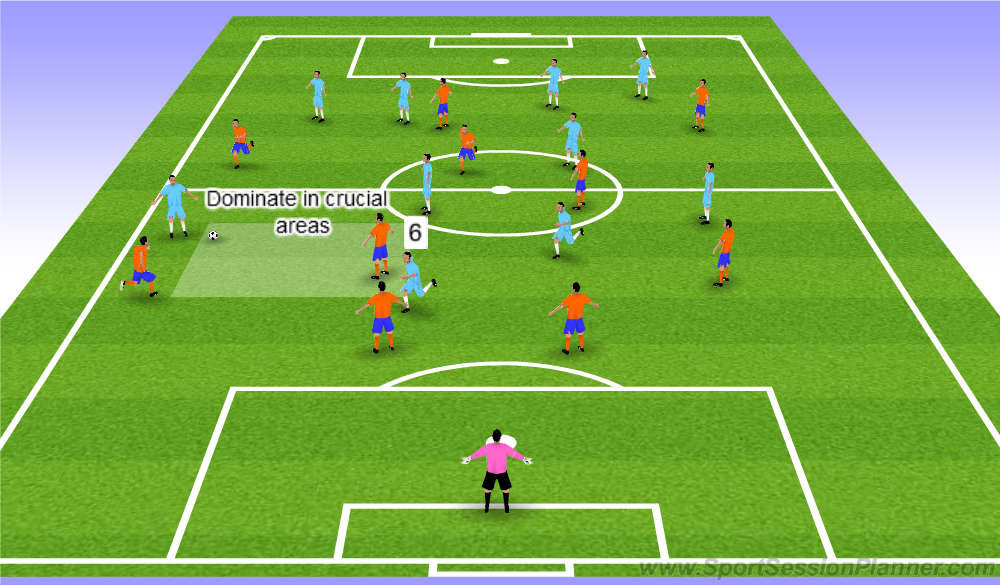 Dominate in crucial
areas
6
www.SportSessionPlanner.com